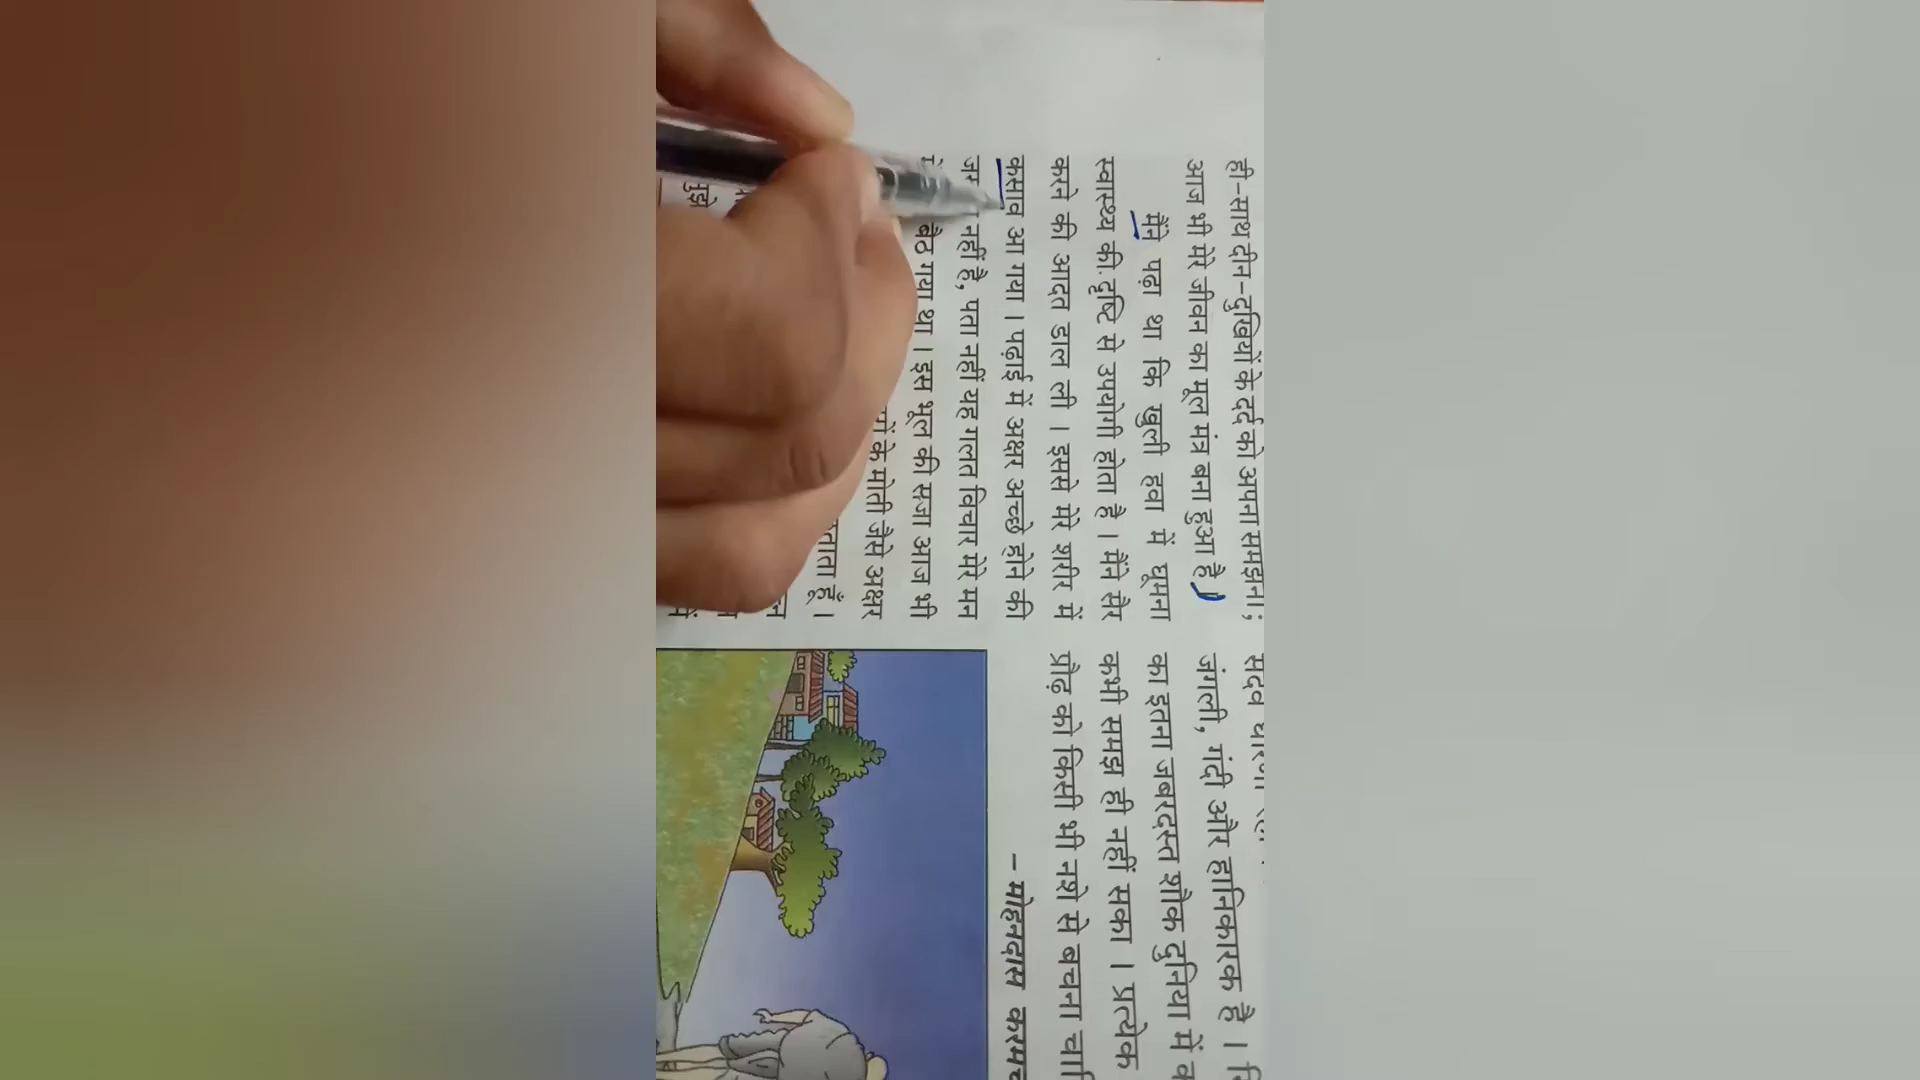 ही-साथ दीन-दुखियों के दर्द को अपना समझना;
आज भी मेरे जीवन का मूल मंत्र बना हुआ है
मैंने पढ़ा था कि खुली हवा में घूमना
स्वास्थ्य की दृष्टि से उपयोगी होता है । मैंने सैर
करने की आदत डाल ली । इससे मेरे शरीर में
कसाव आ गया । पढ़ाई में अक्षर अच्छे होने की
नहीं है, पता नहीं यह गलत विचार मेरे मन
बैठ गया था । इस भूल की सजा आज भी
के मोती जैसे अक्षर
हूँ ।
मुझे
जंगली, गंदी और हानिकारक है ।
का इतना जबरदस्त शौक दुनिया में
कभी समझ ही नहीं सका । प्रत्येक
प्रौढ़ को किसी भी नशे से बचना
– मोहनदास